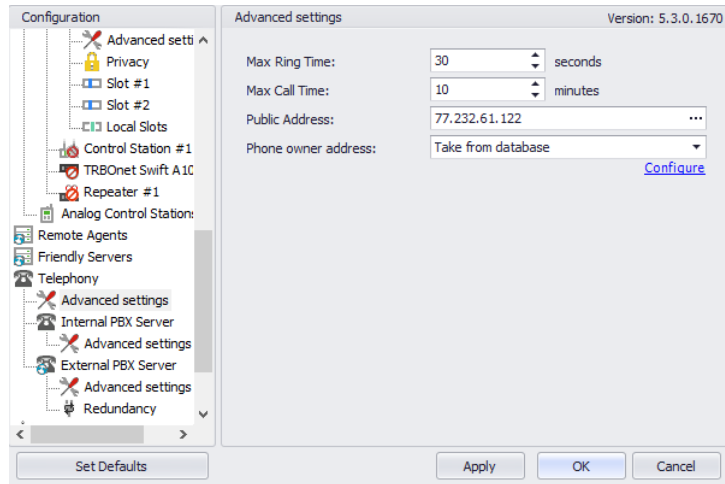 Configuration
Advanced setti
Privacy
Slot #1
Slot #2
Local Slots
Control Station #1
TRBOnet Swift A10
Repeater #1
Analog Control Station:
Remote Agents
Friendly Servers
Telephony
Advanced settings
Internal PBX Server
Advanced settings
External PBX Server
Advanced settings
Redundancy
Set Defaults
Advanced settings Version: 5.3.0.1670
Max Ring Time: 30 seconds
Max Call Time: 10 minutes
Public Address: 77.232.61.122 ...
Phone owner address: Take from database
Configure
Apply OK Cancel